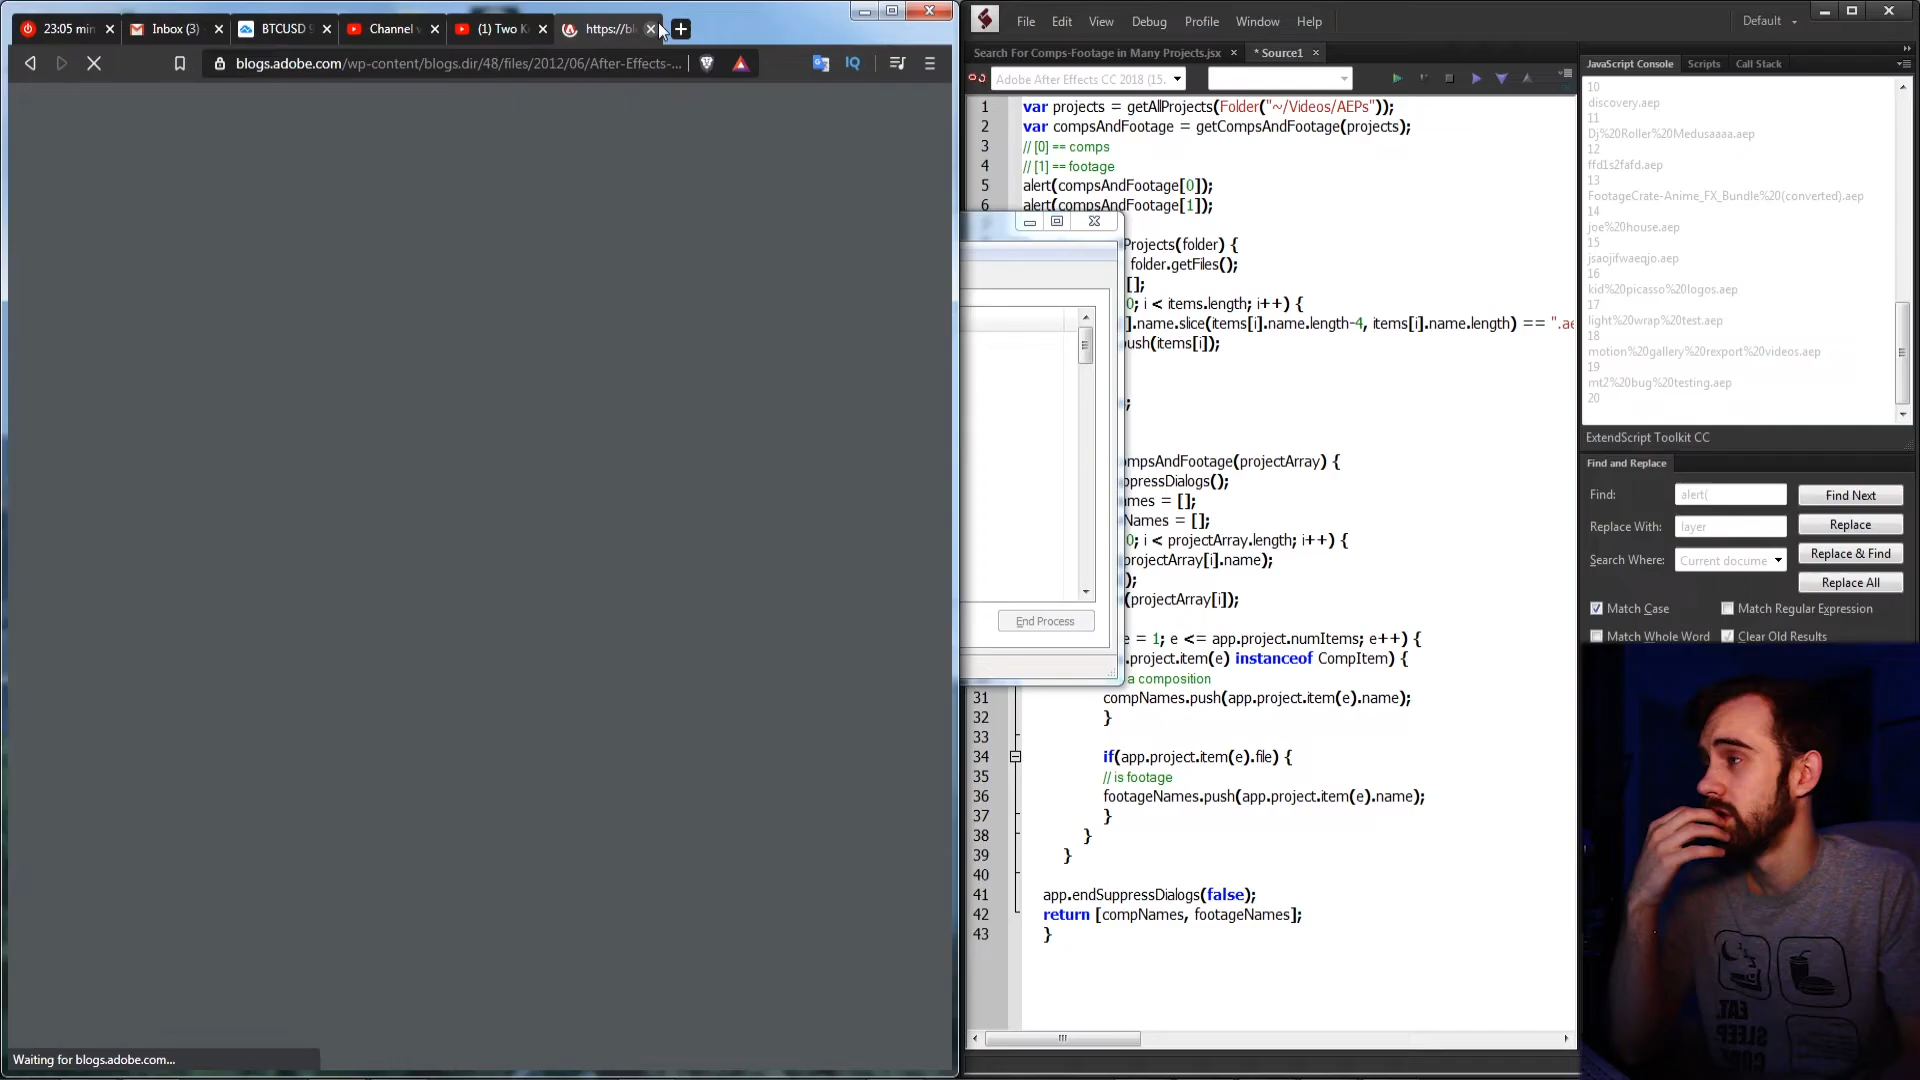 23:05 min
Inbox (3)
BTCUSD
Channel
(1) Two K
https://bl
blogs.adobe.com/wp-content/blogs.dir/48/files/2012/06/After-Effects-...
IQ
Waiting for blogs.adobe.com...
File Edit View Debug Profile Window Help
Default
Search For Comps-Footage in Many Projects.jsx
* Source1
Adobe After Effects CC 2018 (15.
1 var projects = getAllProjects(Folder("~/Videos/AEPs"));
2 var compsAndFootage = getCompsAndFootage(projects);
3 // [0] == comps
4 // [1] == footage
5 alert(compsAndFootage[0]);
6 alert(compsAndFootage[1]);
Projects(folder) {
folder.getFiles();
[];
0; i < items.length; i++) {
].name.slice(items[i].name.length-4, items[i].name.length) == ".ae
ush(items[i]);
;
ompsAndFootage(projectArray) {
ppressDialogs();
ames = [];
Names = [];
0; i < projectArray.length; i++) {
projectArray[i].name);
);
(projectArray[i]);
e = 1; e <= app.project.numItems; e++) {
.project.item(e) instanceof CompItem) {
a composition
31 compNames.push(app.project.item(e).name);
32 }
33
34 if(app.project.item(e).file) {
35 // is footage
36 footageNames.push(app.project.item(e).name);
37 }
38 }
39 }
40
41 app.endSuppressDialogs(false);
42 return [compNames, footageNames];
43 }
End Process
JavaScript Console Scripts Call Stack
10
discovery.aep
11
Dj%20Roller%20Medusaaaa.aep
12
ffd1s2fafd.aep
13
FootageCrate-Anime_FX_Bundle%20(converted).aep
14
joe%20house.aep
15
jsaojifwaeqjo.aep
16
kid%20picasso%20logos.aep
17
light%20wrap%20test.aep
18
motion%20gallery%20rexport%20videos.aep
19
mt2%20bug%20testing.aep
20
ExtendScript Toolkit CC
Find and Replace
Find: alert( Find Next
Replace With: layer Replace
Search Where: Current docume Replace & Find
Replace All
Match Case Match Regular Expression
Match Whole Word Clear Old Results
EAT
SLEEP
CODE